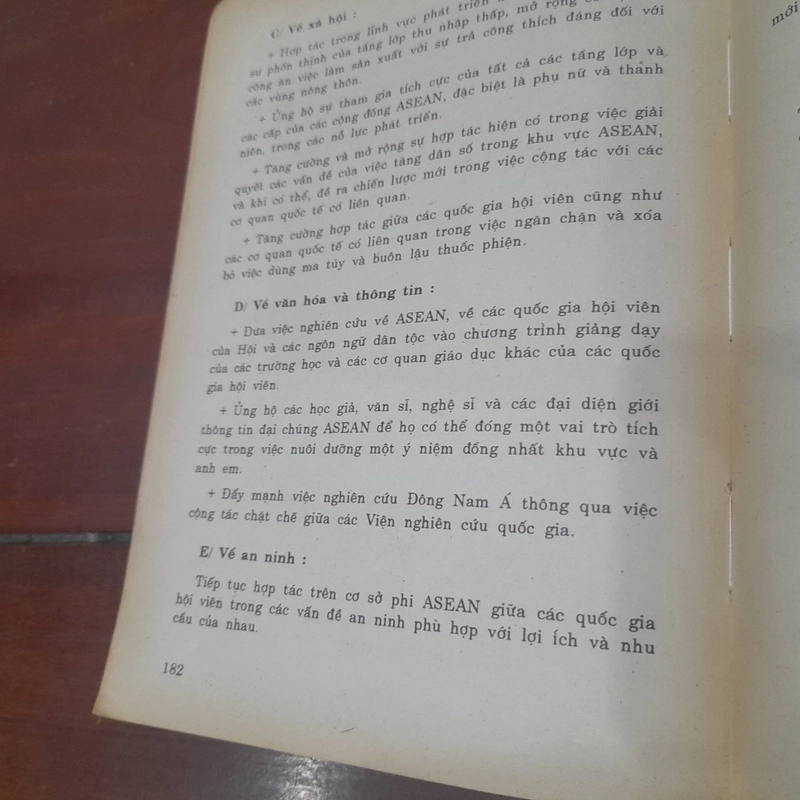 C/ Về xã hội :
+ Hợp tác trong lĩnh vực phát triển
sự phồn thịnh của tầng lớp thu nhập thấp, mở rộng
công ăn việc làm sản xuất với sự trả công thích đáng đối với
các vùng nông thôn.
+ Ủng hộ sự tham gia tích cực của tất cả các tầng lớp và
các cấp của các cộng đồng ASEAN, đặc biệt là phụ nữ và thanh
niên, trong các nỗ lực phát triển.
+ Tăng cường và mở rộng sự hợp tác hiện có trong việc giải
quyết các vấn đề của việc tăng dân số trong khu vực ASEAN,
và khi có thể, đề ra chiến lược mới trong việc cộng tác với các
cơ quan quốc tế có liên quan.
+ Tăng cường hợp tác giữa các quốc gia hội viên cũng như
các cơ quan quốc tế có liên quan trong việc ngăn chặn và xóa
bỏ việc dùng ma túy và buôn lậu thuốc phiện.
D/ Về văn hóa và thông tin :
+ Đưa việc nghiên cứu về ASEAN, về các quốc gia hội viên
của Hội và các ngôn ngữ dân tộc vào chương trình giảng dạy
của các trường học và các cơ quan giáo dục khác của các quốc
gia hội viên.
+ Ủng hộ các học giả, văn sĩ, nghệ sĩ và các đại diện giới
thông tin đại chúng ASEAN để họ có thể đóng một vai trò tích
cực trong việc nuôi dưỡng một ý niệm đồng nhất khu vực và
anh em.
+ Đẩy mạnh việc nghiên cứu Đông Nam Á thông qua việc
cộng tác chặt chẽ giữa các Viện nghiên cứu quốc gia.
E/ Về an ninh :
Tiếp tục hợp tác trên cơ sở phi ASEAN giữa các quốc gia
hội viên trong các vấn đề an ninh phù hợp với lợi ích và nhu
cầu của nhau.
182
mới